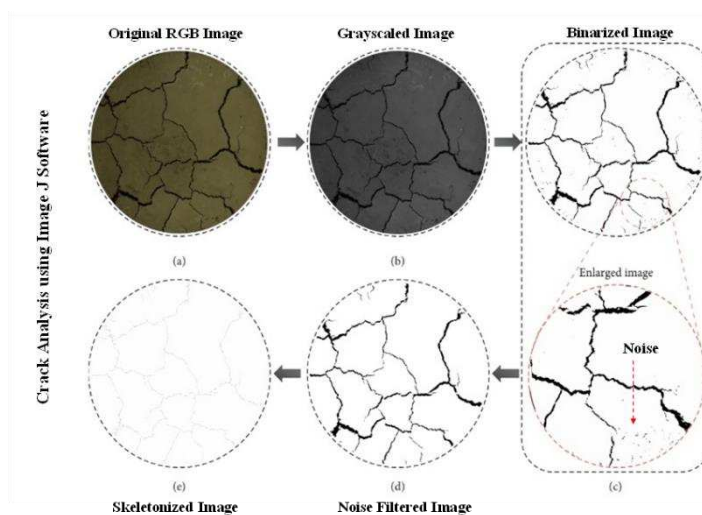 Original RGB Image
Grayscaled Image
Binarized Image
Crack Analysis using Image J Software
(a)
(b)
Enlarged image
Noise
(e)
(d)
(c)
Skeletonized Image
Noise Filtered Image